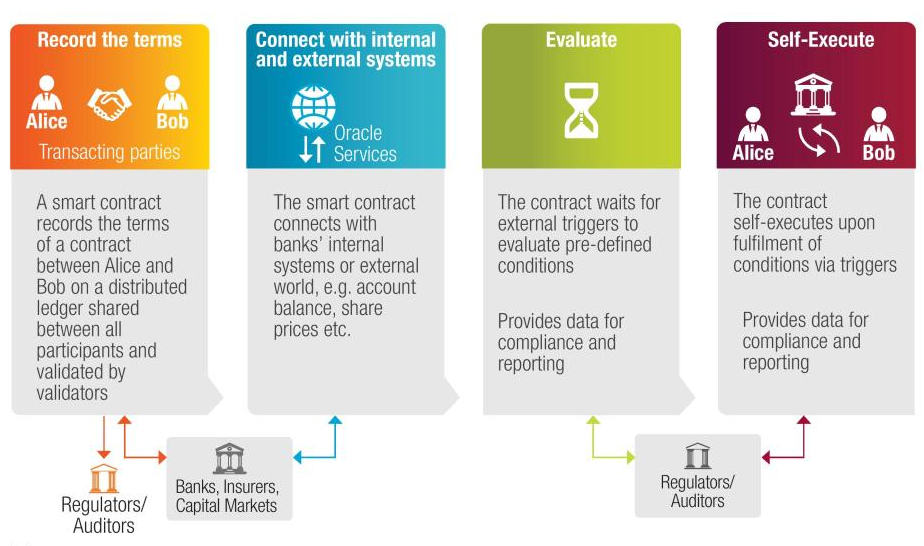 Record the terms
Alice
Bob
Transacting parties
A smart contract
records the terms
of a contract
between Alice and
Bob on a distributed
ledger shared
between all
participants and
validated by
validators
Connect with internal
and external systems
Oracle
Services
The smart contract
connects with
banks' internal
systems or external
world, e.g. account
balance, share
prices etc.
Evaluate
The contract waits for
external triggers to
evaluate pre-defined
conditions
Provides data for
compliance and
reporting
Self-Execute
Alice
Bob
The contract
self-executes upon
fulfilment of
conditions via triggers
Provides data for
compliance and
reporting
Regulators/
Auditors
Banks, Insurers,
Capital Markets
Regulators/
Auditors